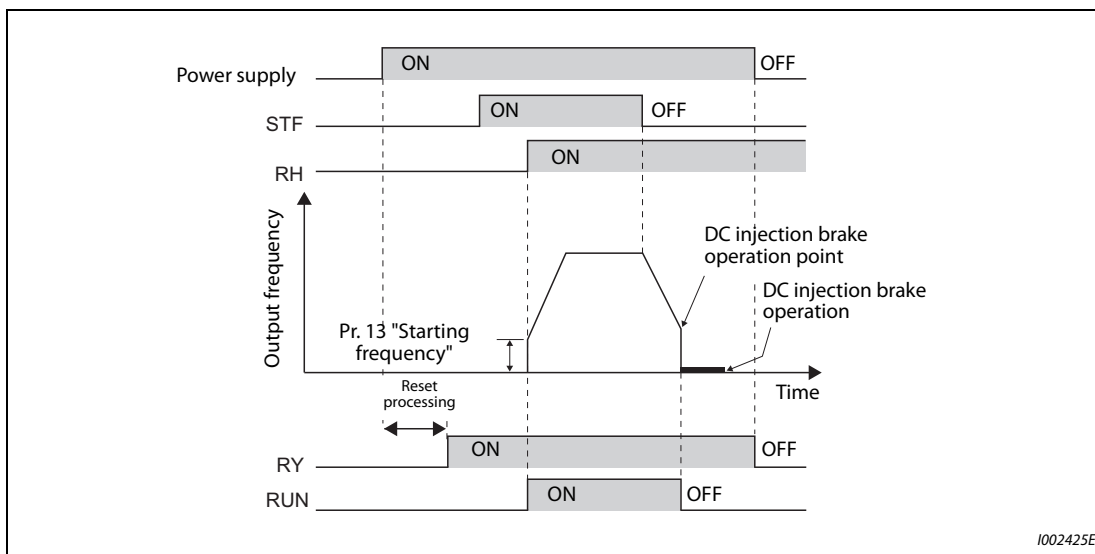 Power supply
ON
OFF
STF
ON
OFF
RH
ON
Output frequency
DC injection brake
operation point
DC injection brake
operation
Pr. 13 "Starting
frequency"
Time
Reset
processing
RY
ON
OFF
RUN
ON
OFF
I002425E